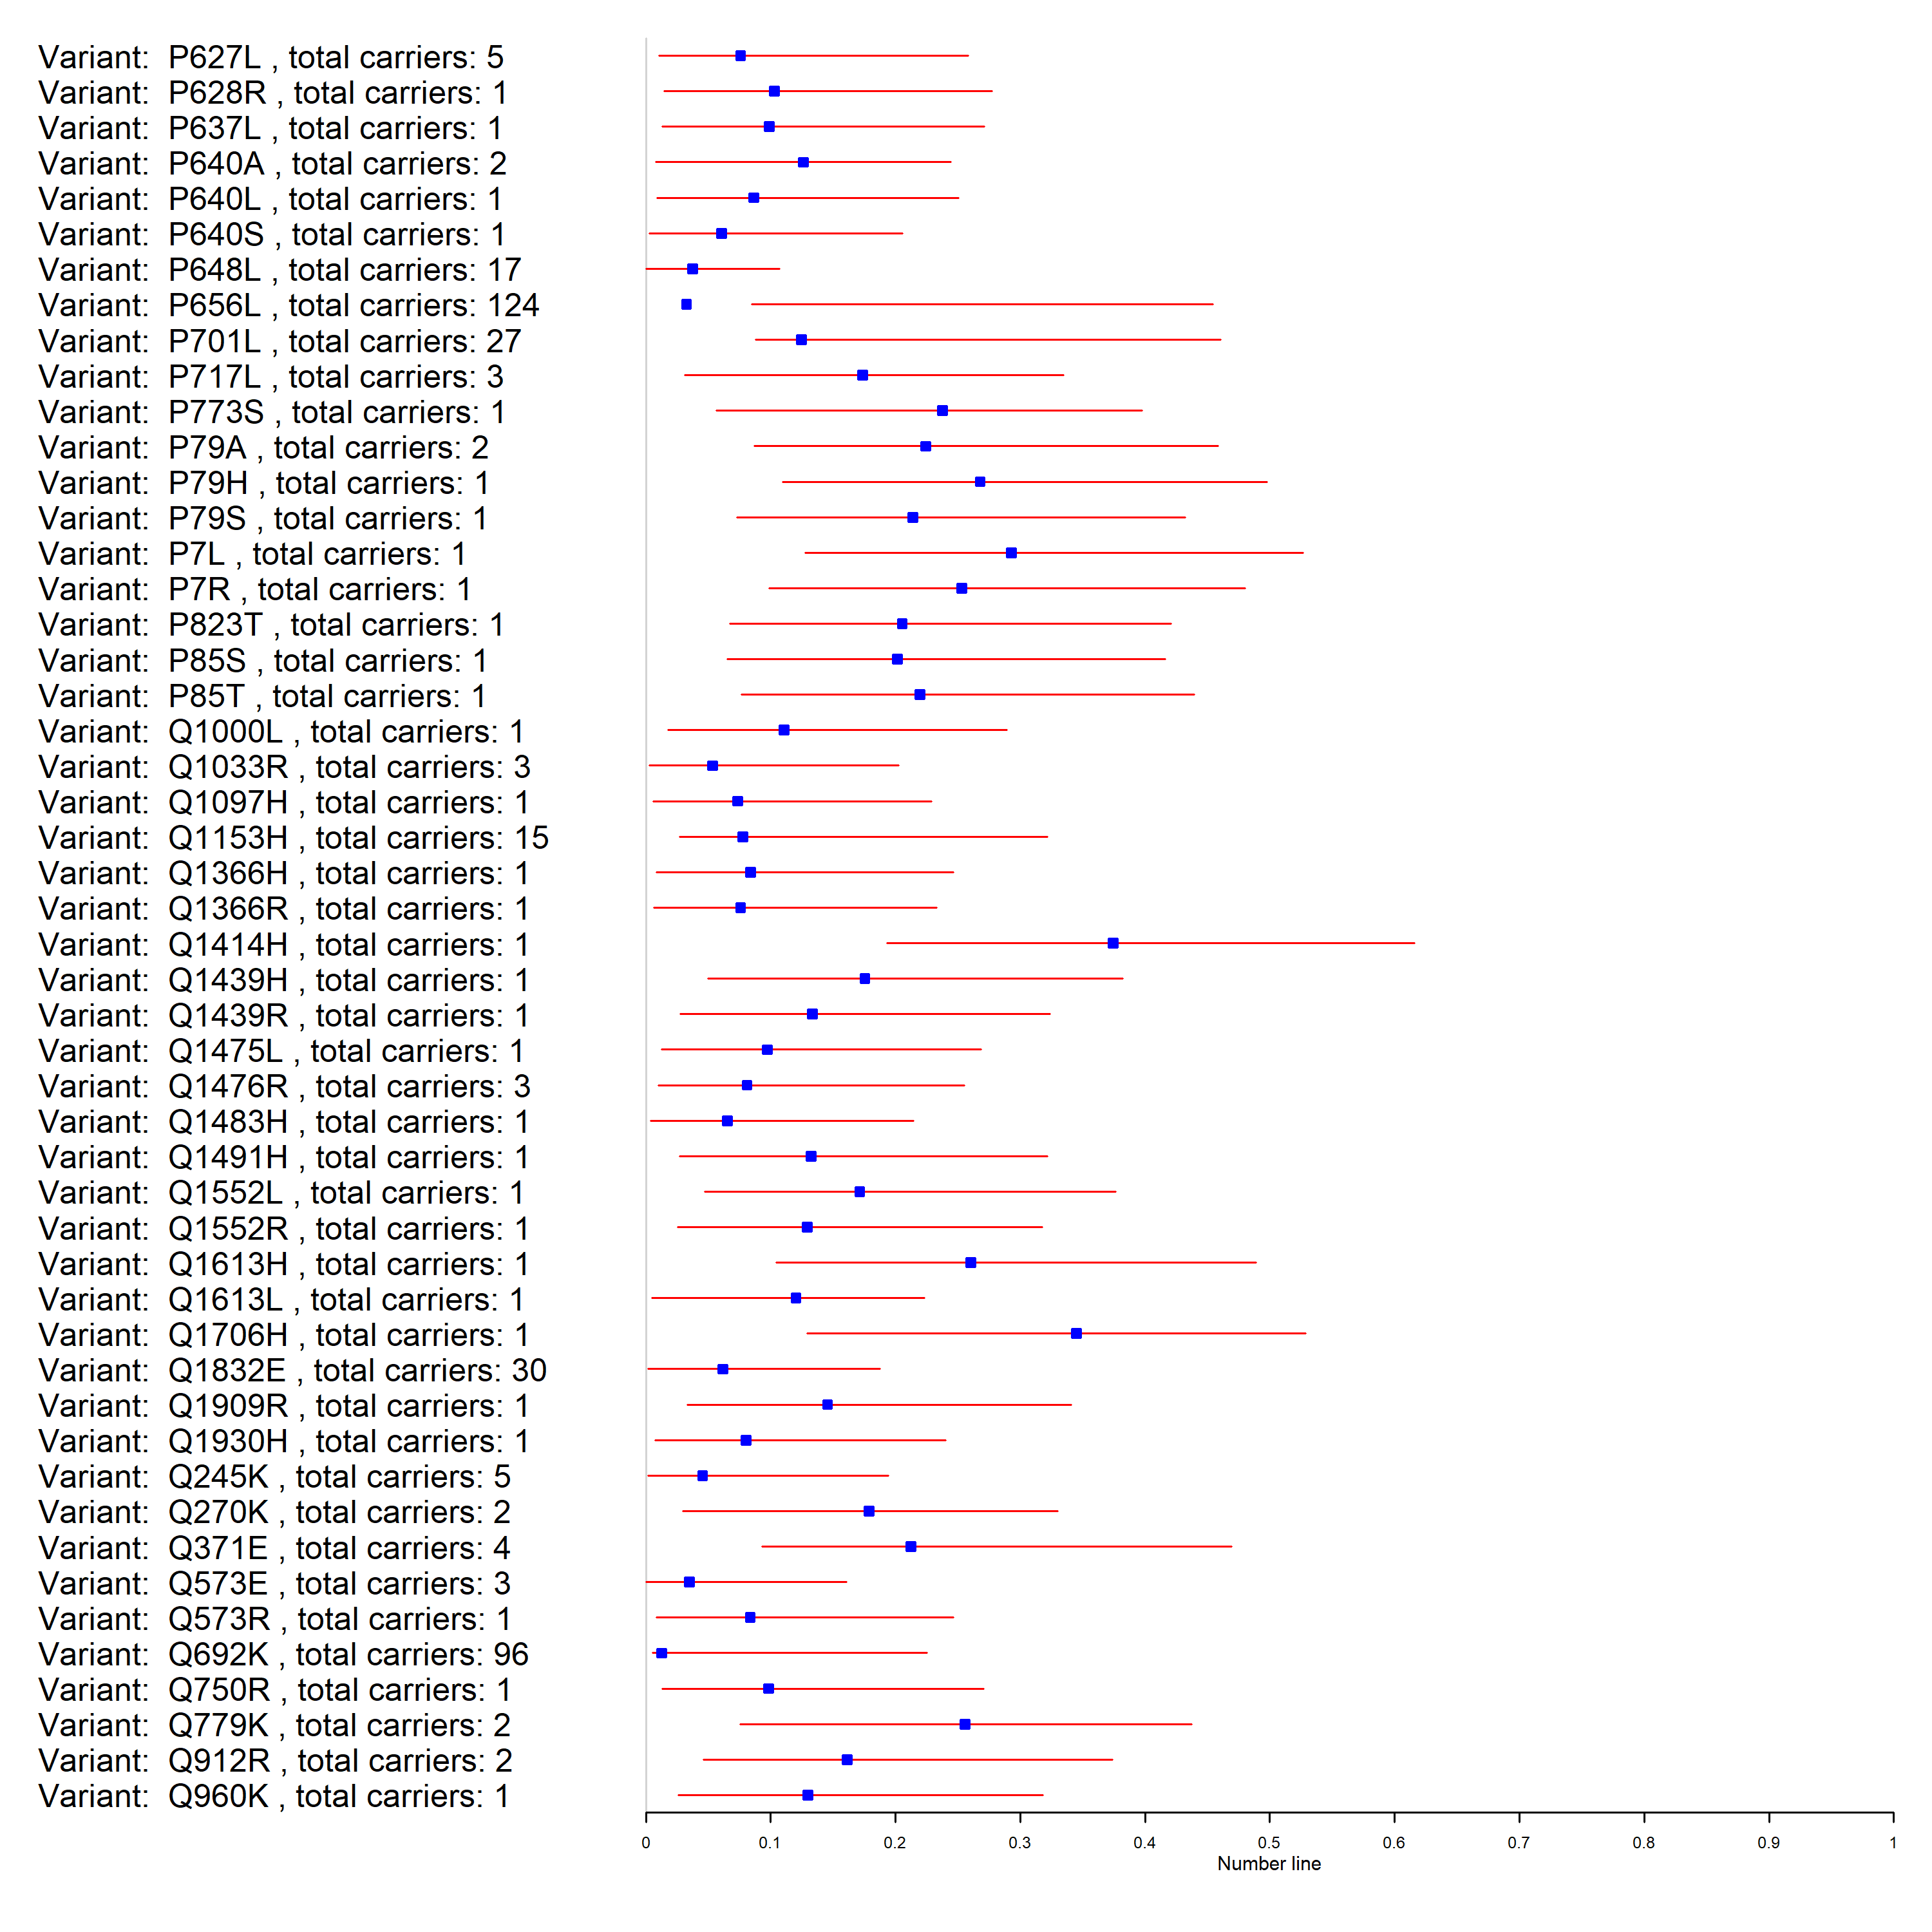 Variant:  P627L , total carriers: 5
Variant:  P628R , total carriers: 1
Variant:  P637L , total carriers: 1
Variant:  P640A , total carriers: 2
Variant:  P640L , total carriers: 1
Variant:  P640S , total carriers: 1
Variant:  P648L , total carriers: 17
Variant:  P656L , total carriers: 124
Variant:  P701L , total carriers: 27
Variant:  P717L , total carriers: 3
Variant:  P773S , total carriers: 1
Variant:  P79A , total carriers: 2
Variant:  P79H , total carriers: 1
Variant:  P79S , total carriers: 1
Variant:  P7L , total carriers: 1
Variant:  P7R , total carriers: 1
Variant:  P823T , total carriers: 1
Variant:  P85S , total carriers: 1
Variant:  P85T , total carriers: 1
Variant:  Q1000L , total carriers: 1
Variant:  Q1033R , total carriers: 3
Variant:  Q1097H , total carriers: 1
Variant:  Q1153H , total carriers: 15
Variant:  Q1366H , total carriers: 1
Variant:  Q1366R , total carriers: 1
Variant:  Q1414H , total carriers: 1
Variant:  Q1439H , total carriers: 1
Variant:  Q1439R , total carriers: 1
Variant:  Q1475L , total carriers: 1
Variant:  Q1476R , total carriers: 3
Variant:  Q1483H , total carriers: 1
Variant:  Q1491H , total carriers: 1
Variant:  Q1552L , total carriers: 1
Variant:  Q1552R , total carriers: 1
Variant:  Q1613H , total carriers: 1
Variant:  Q1613L , total carriers: 1
Variant:  Q1706H , total carriers: 1
Variant:  Q1832E , total carriers: 30
Variant:  Q1909R , total carriers: 1
Variant:  Q1930H , total carriers: 1
Variant:  Q245K , total carriers: 5
Variant:  Q270K , total carriers: 2
Variant:  Q371E , total carriers: 4
Variant:  Q573E , total carriers: 3
Variant:  Q573R , total carriers: 1
Variant:  Q692K , total carriers: 96
Variant:  Q750R , total carriers: 1
Variant:  Q779K , total carriers: 2
Variant:  Q912R , total carriers: 2
Variant:  Q960K , total carriers: 1
0 0.1 0.2 0.3 0.4 0.5 0.6 0.7 0.8 0.9 1
Number line